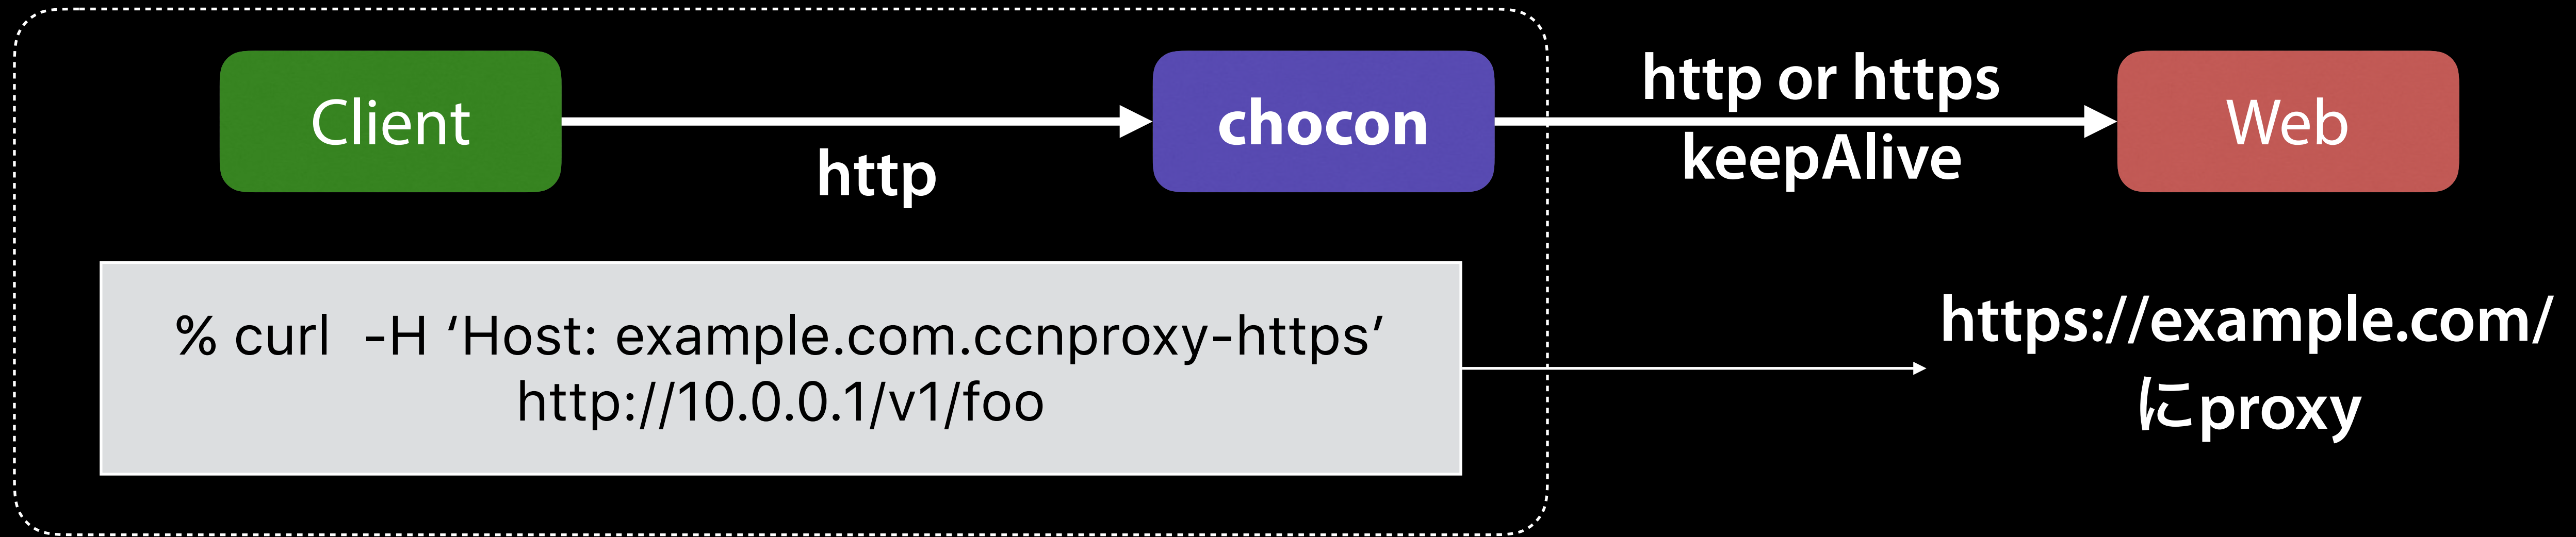 Client
http
chocon
http or https
keepAlive
Web
% curl  -H ‘Host: example.com.ccnproxy-https’
http://10.0.0.1/v1/foo
https://example.com/
にproxy